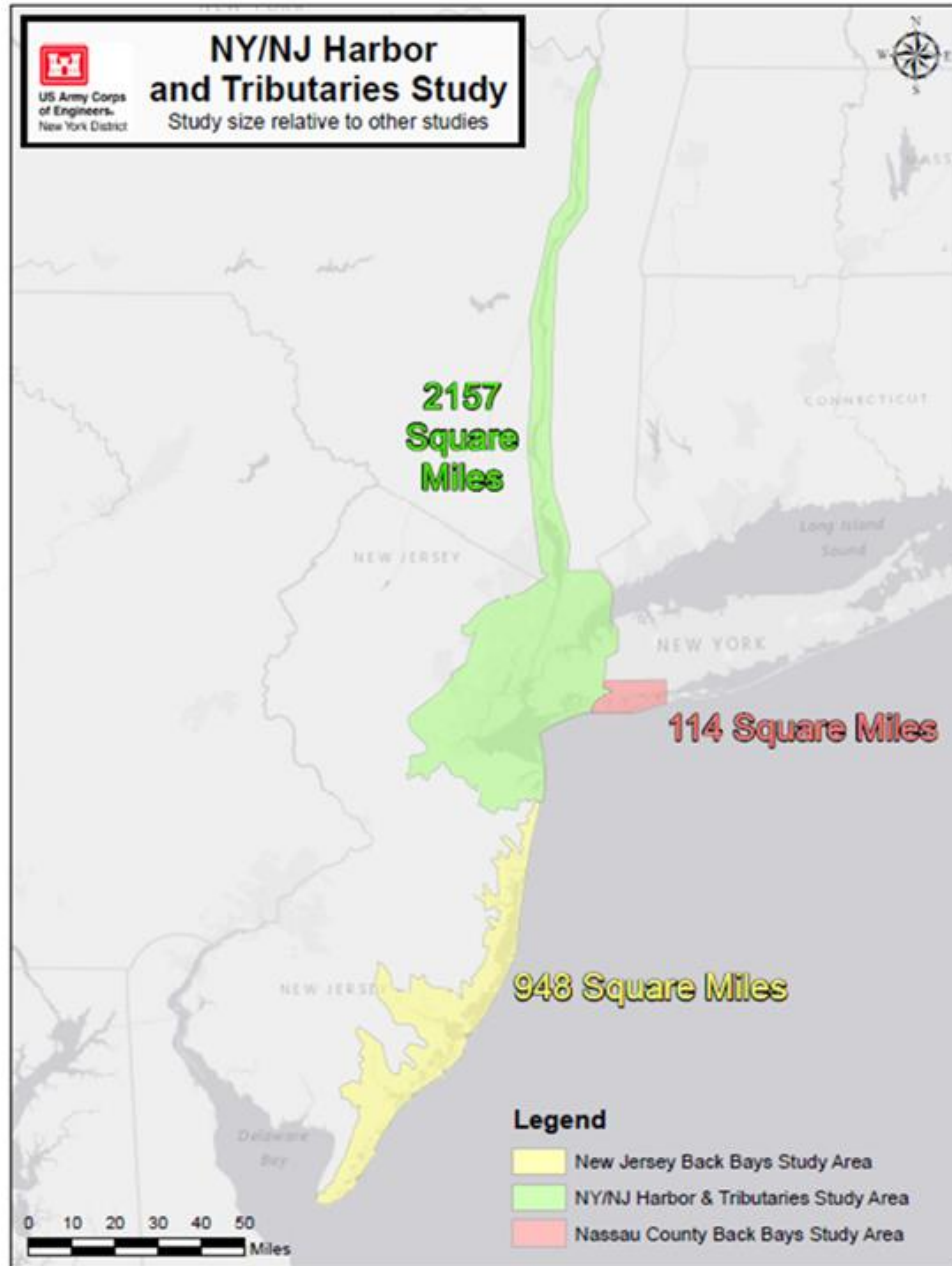 NEW YORK
US Army Corps
of Engineers®
New York District
NY/NJ Harbor
and Tributaries Study
Study size relative to other studies
N
W
E
S
MASS
2157
Square
Miles
CONNECTICUT
Long Island
Sound
NEW JERSEY
NEW YORK
114 Square Miles
NEW JERSEY
948 Square Miles
Delaware
Bay
Legend
New Jersey Back Bays Study Area
NY/NJ Harbor & Tributaries Study Area
Nassau County Back Bays Study Area
0 10 20 30 40 50
Miles